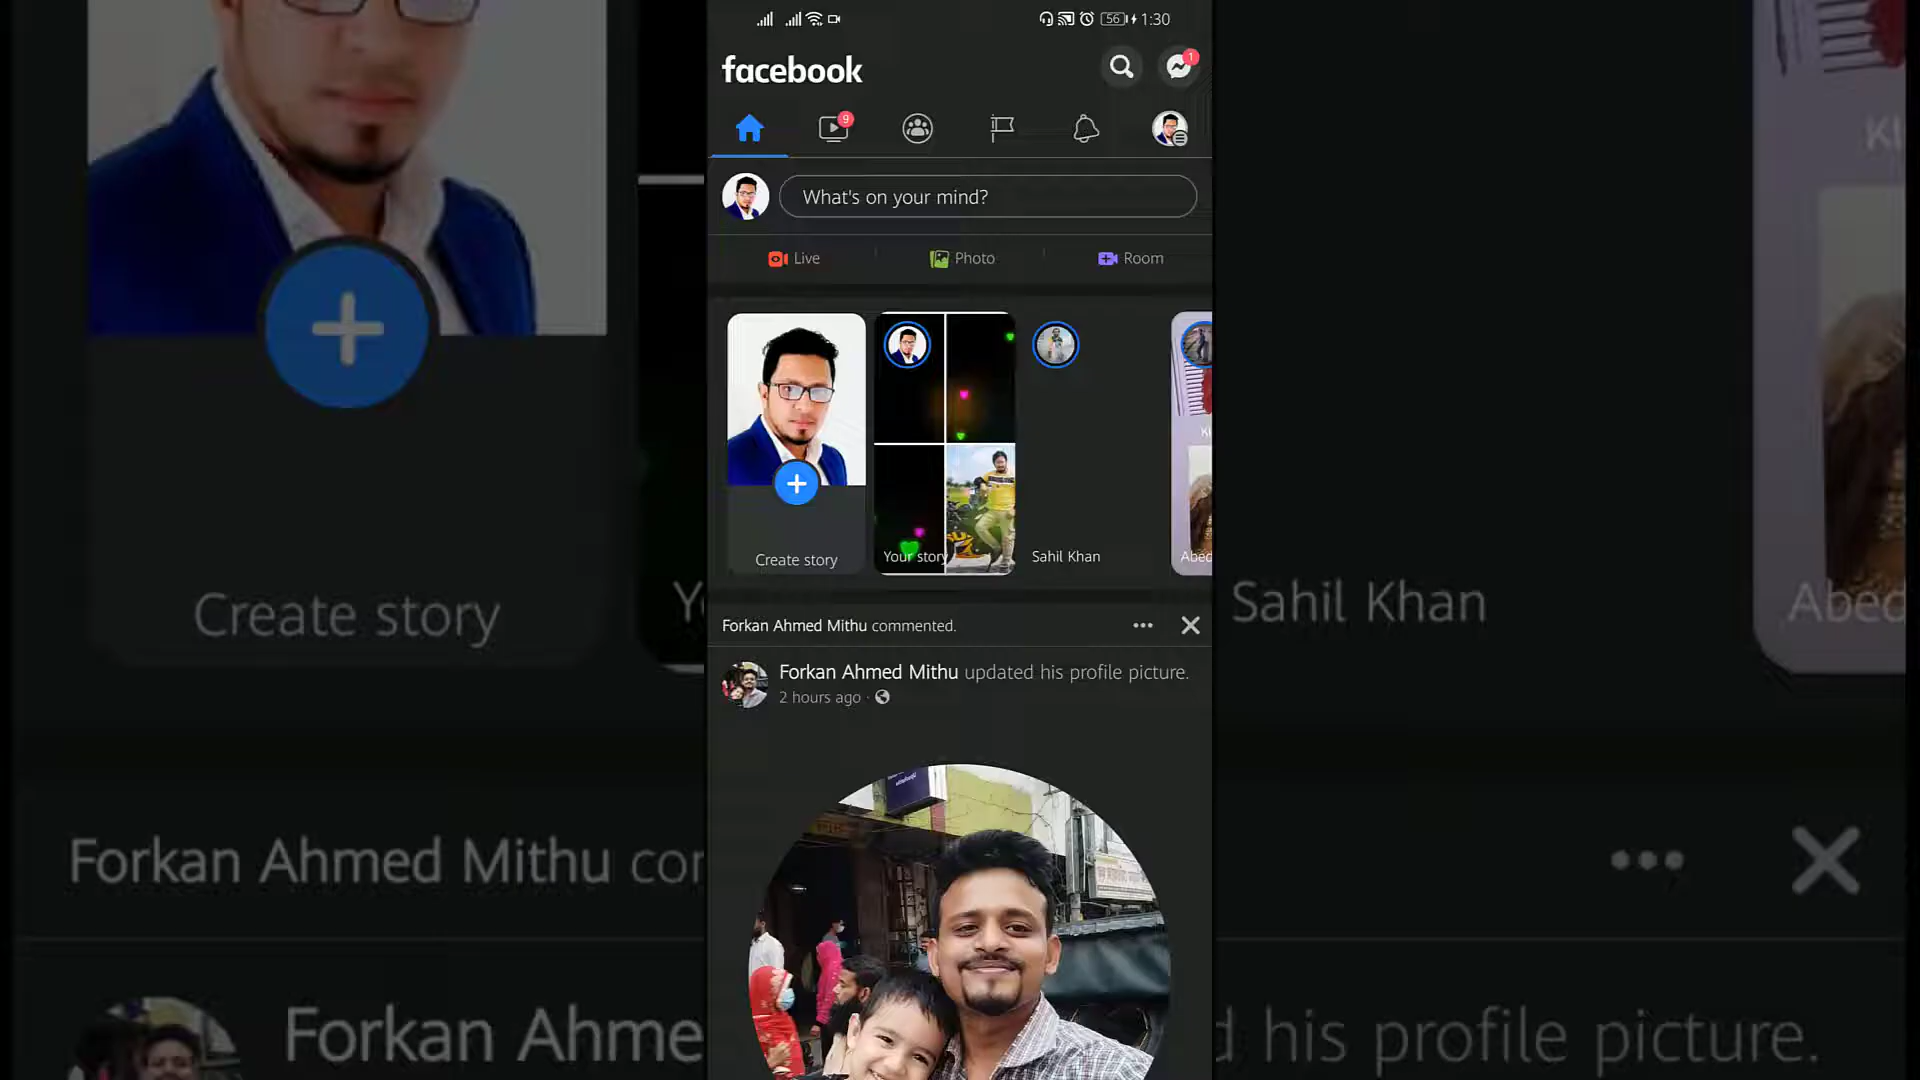 56 1:30
facebook
1
9
What's on your mind?
Live Photo Room
Create story
Your story
Sahil Khan
Abed
Forkan Ahmed Mithu commented.
Forkan Ahmed Mithu updated his profile picture.
2 hours ago ·
Create story
Sahil Khan
Abed
Forkan Ahmed Mithu
Forkan Ahme
his profile picture.